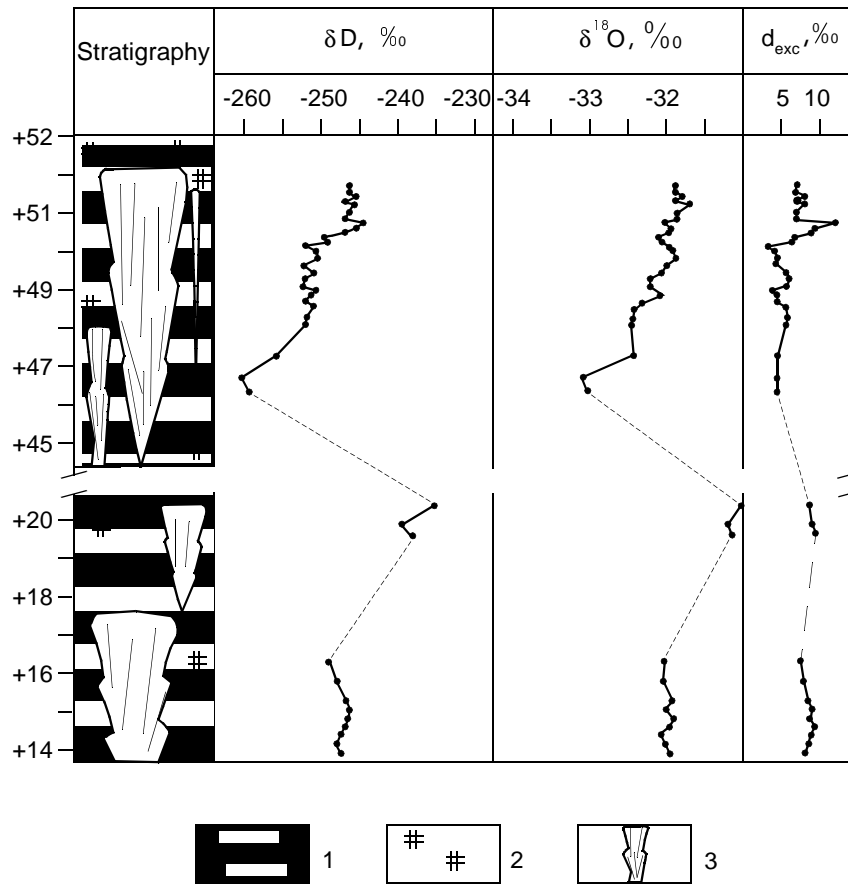 Stratigraphy
δD, ‰
δ¹⁸O, ‰
d_exc, ‰
-260 -250 -240 -230
-34 -33 -32
5 10
+52
+51
+49
+47
+45
+20
+18
+16
+14
1
2
3